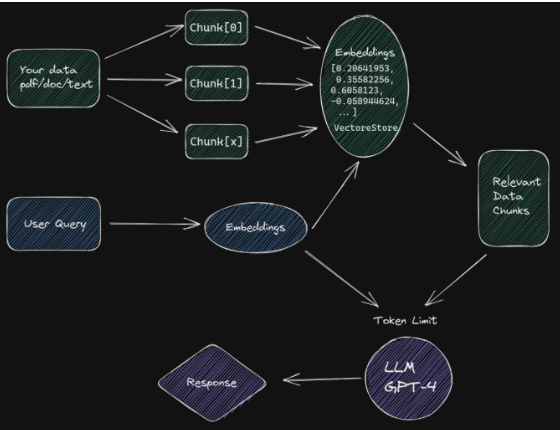 Chunk[0]
Your data
pdf/doc/text
Chunk[1]
Chunk[x]
Embeddings
[0.20641953,
0.35582256,
0.6058123,
-0.058944624,
...]
VectoreStore
Relevant
Data
Chunks
User Query
Embeddings
Token Limit
LLM
GPT-4
Response